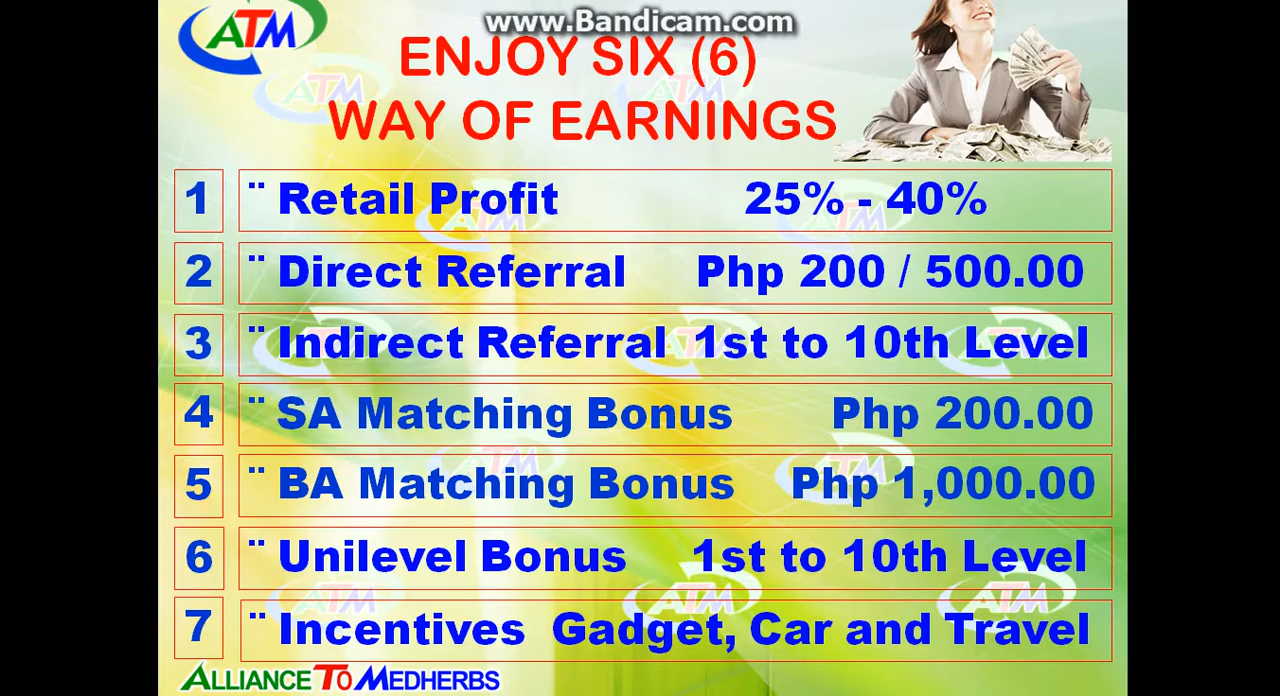 www.Bandicam.com
ATM
ENJOY SIX (6)
WAY OF EARNINGS
1 ¨ Retail Profit 25% - 40%
2 ¨ Direct Referral Php 200 / 500.00
3 ¨ Indirect Referral 1st to 10th Level
4 ¨ SA Matching Bonus Php 200.00
5 ¨ BA Matching Bonus Php 1,000.00
6 ¨ Unilevel Bonus 1st to 10th Level
7 ¨ Incentives Gadget, Car and Travel
ALLIANCE TO MEDHERBS